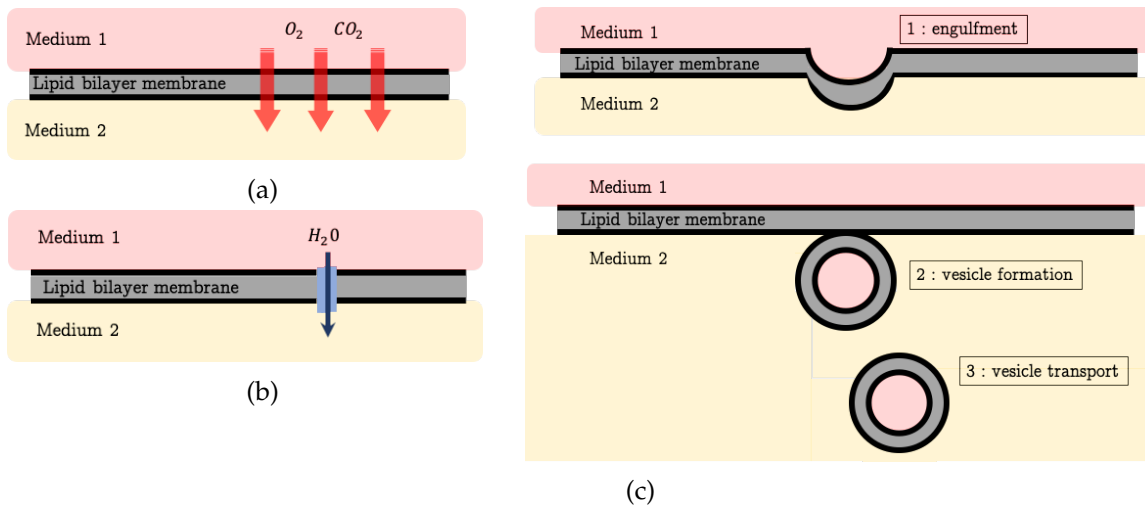 Medium 1
O₂ CO₂
Lipid bilayer membrane
Medium 2
(a)
Medium 1
H₂0
Lipid bilayer membrane
Medium 2
(b)
1 : engulfment
Medium 1
Lipid bilayer membrane
Medium 2
Medium 1
Lipid bilayer membrane
Medium 2
2 : vesicle formation
3 : vesicle transport
(c)